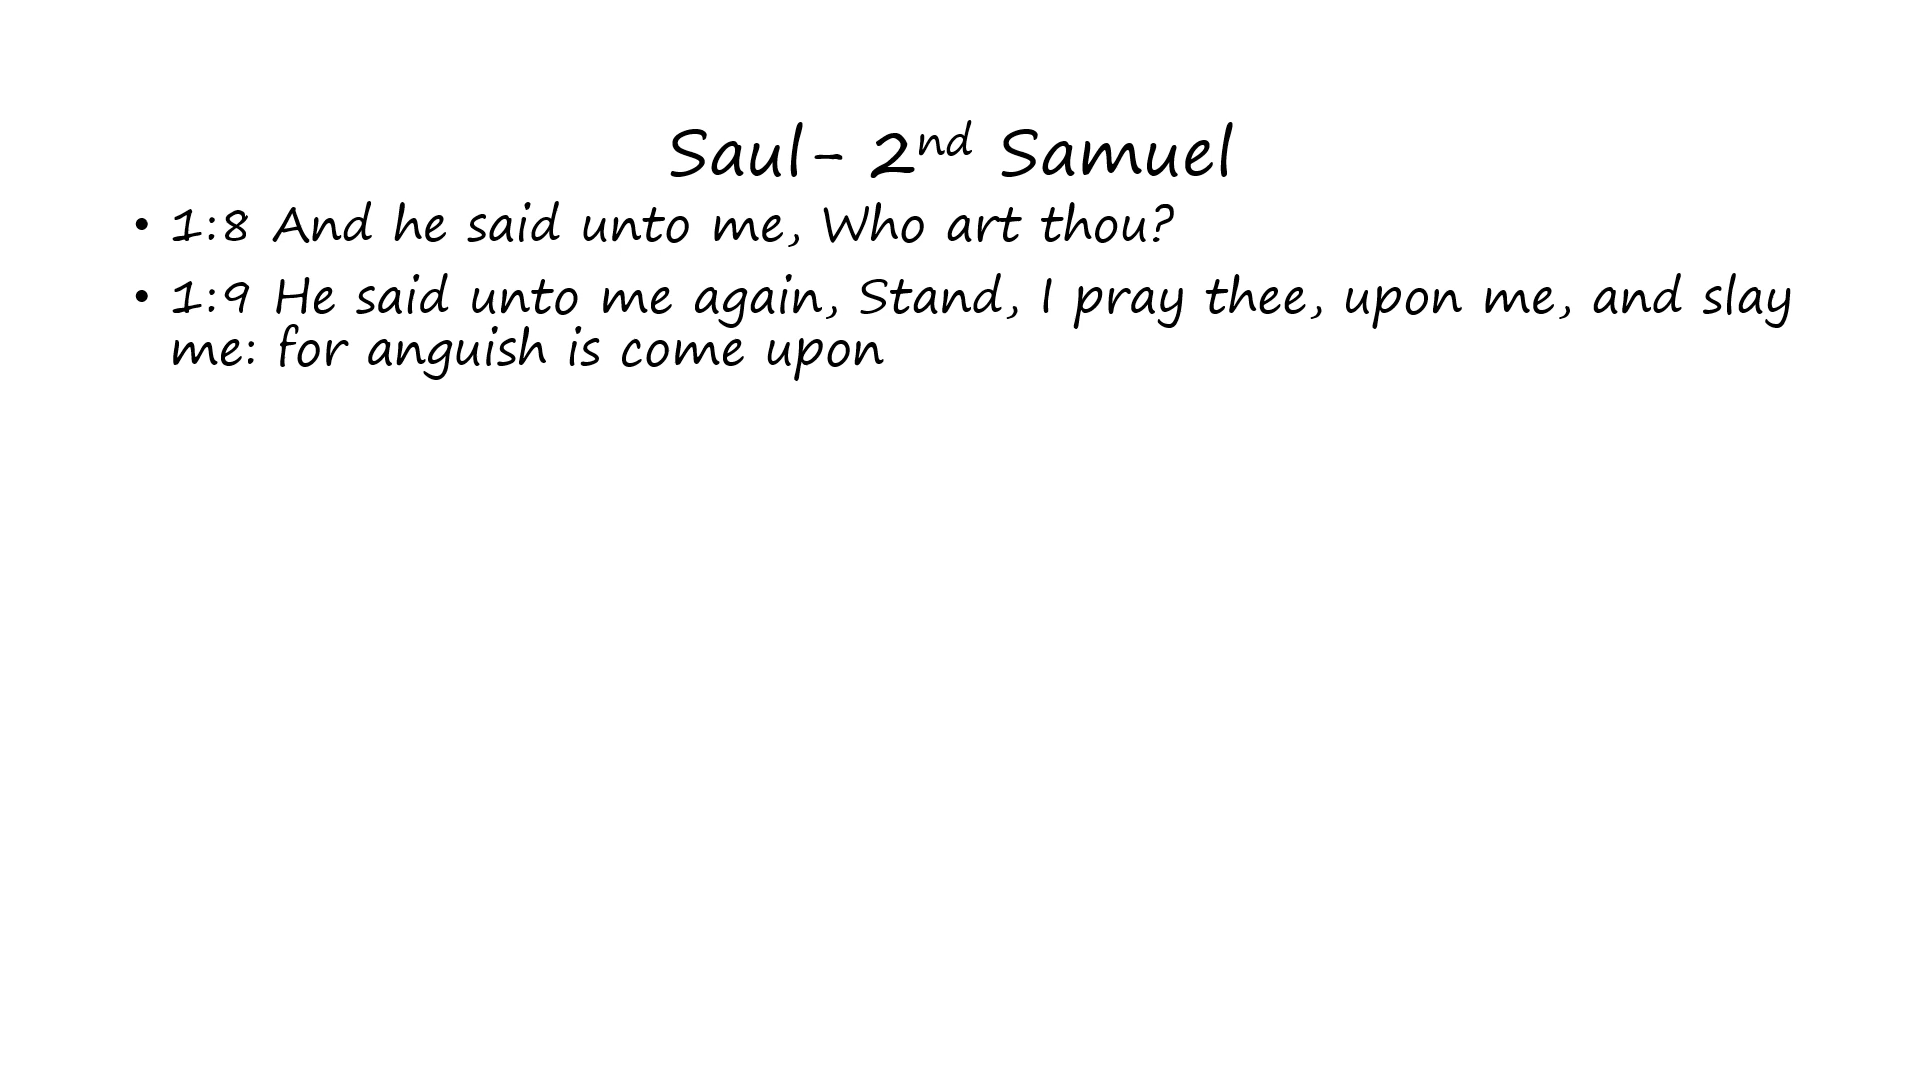 Saul- 2nd Samuel
• 1:8 And he said unto me, Who art thou?
• 1:9 He said unto me again, Stand, I pray thee, upon me, and slay
me: for anguish is come upon